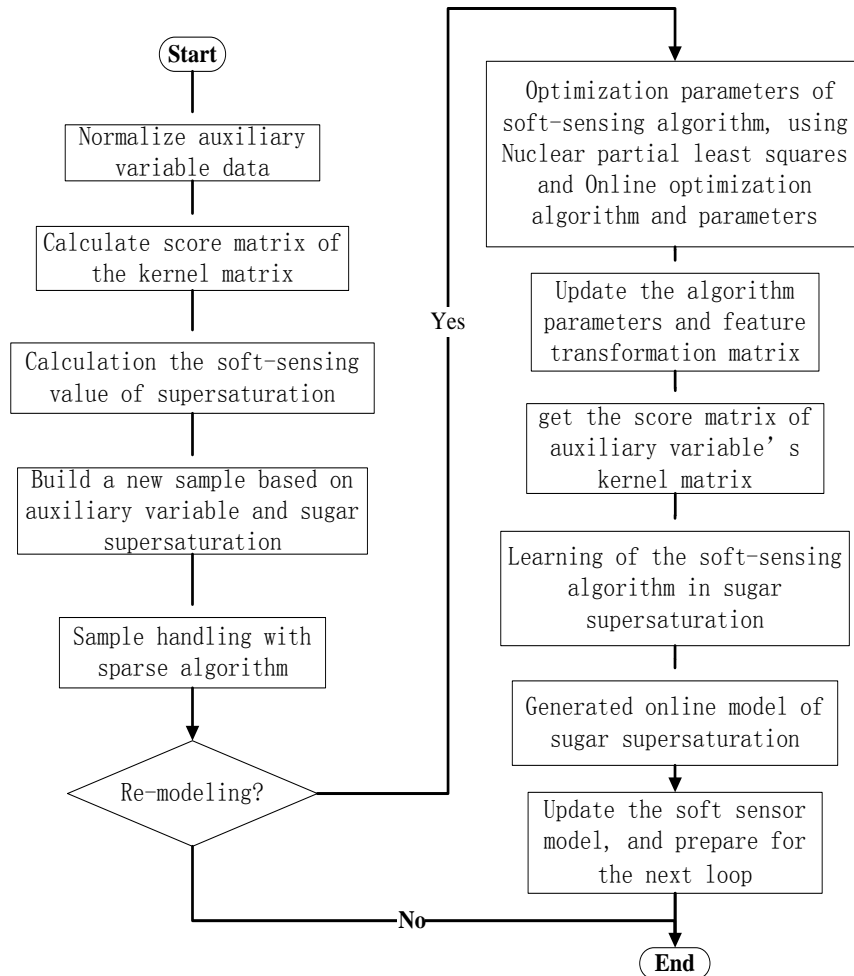 Start
Normalize auxiliary
variable data
Calculate score matrix of
the kernel matrix
Calculation the soft-sensing
value of supersaturation
Build a new sample based on
auxiliary variable and sugar
supersaturation
Sample handling with
sparse algorithm
Re-modeling?
Yes
No
Optimization parameters of
soft-sensing algorithm, using
Nuclear partial least squares
and Online optimization
algorithm and parameters
Update the algorithm
parameters and feature
transformation matrix
get the score matrix of
auxiliary variable's
kernel matrix
Learning of the soft-sensing
algorithm in sugar
supersaturation
Generated online model of
sugar supersaturation
Update the soft sensor
model, and prepare for
the next loop
End